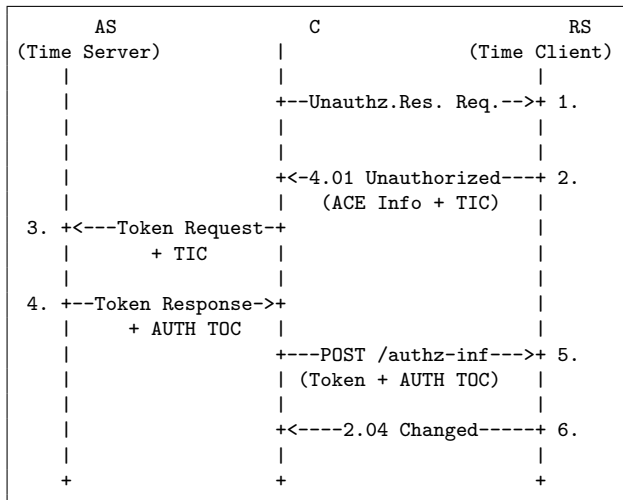 AS C RS
(Time Server) | (Time Client)
| | |
| +--Unauthz.Res. Req.-->+ 1.
| | |
| | |
| +<-4.01 Unauthorized---+ 2.
| | (ACE Info + TIC) |
3. +<---Token Request-+ |
| + TIC | |
| | |
4. +--Token Response->+ |
| + AUTH TOC | |
| +---POST /authz-inf--->+ 5.
| | (Token + AUTH TOC) |
| | |
| +<----2.04 Changed-----+ 6.
| | |
+ + +